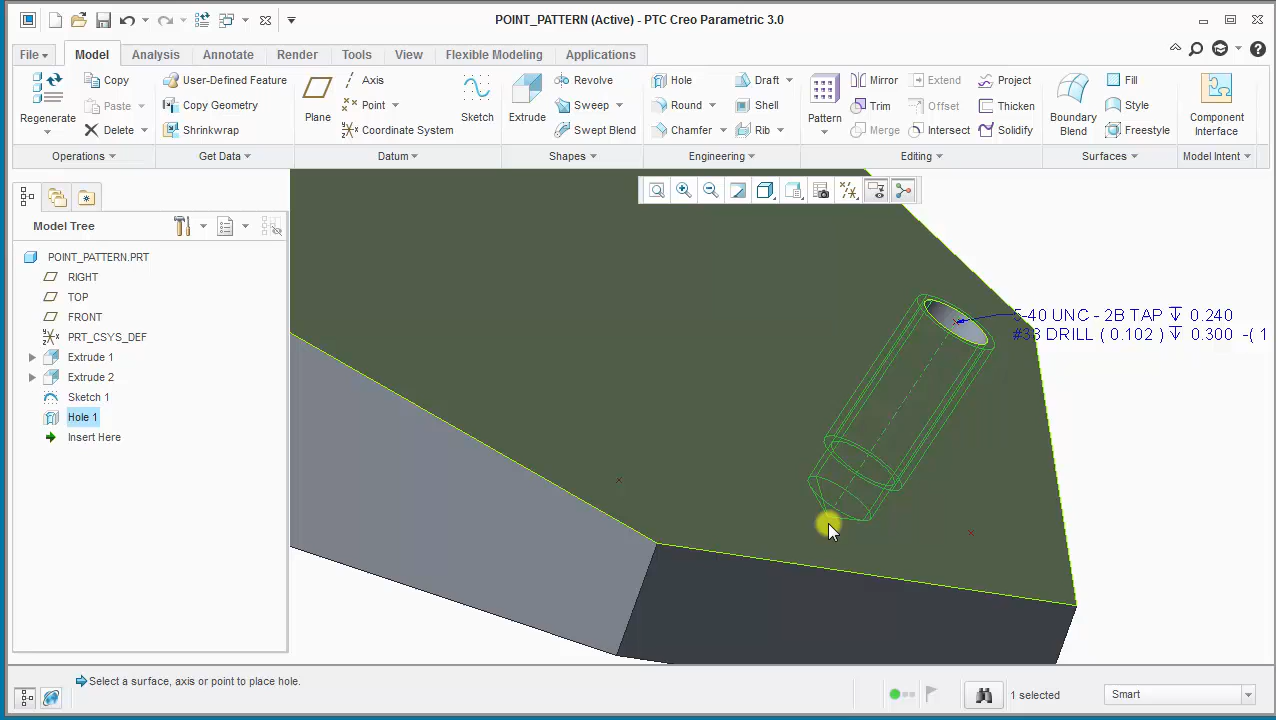 POINT_PATTERN (Active) - PTC Creo Parametric 3.0
File Model Analysis Annotate Render Tools View Flexible Modeling Applications
Regenerate
Copy
Paste
Delete
Operations
User-Defined Feature
Copy Geometry
Shrinkwrap
Get Data
Plane
Axis
Point
Coordinate System
Sketch
Datum
Extrude
Revolve
Sweep
Swept Blend
Shapes
Hole
Round
Chamfer
Draft
Shell
Rib
Engineering
Pattern
Mirror
Trim
Merge
Extend
Offset
Intersect
Project
Thicken
Solidify
Editing
Boundary
Blend
Fill
Style
Freestyle
Surfaces
Component
Interface
Model Intent
Model Tree
POINT_PATTERN.PRT
RIGHT
TOP
FRONT
PRT_CSYS_DEF
Extrude 1
Extrude 2
Sketch 1
Hole 1
Insert Here
5-40 UNC - 2B TAP ↧ 0.240
#38 DRILL ( 0.102 ) ↧ 0.300 -( 1
Select a surface, axis or point to place hole.
1 selected
Smart